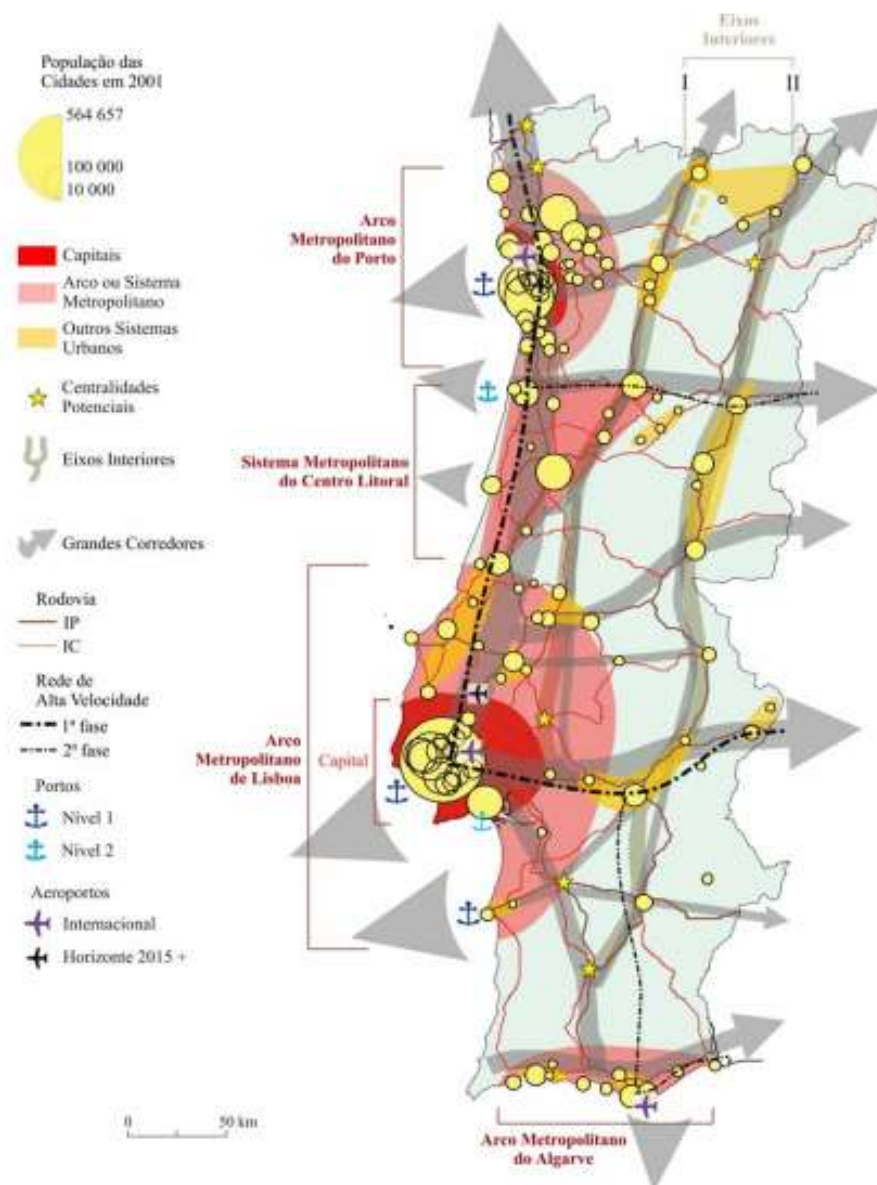 Eixos
Interiores
I
II
População das
Cidades em 2001
564 657
100 000
10 000
Capitais
Arco ou Sistema
Metropolitano
Outros Sistemas
Urbanos
Centralidades
Potenciais
Eixos Interiores
Grandes Corredores
Rodovia
IP
IC
Rede de
Alta Velocidade
1ª fase
2ª fase
Portos
Nível 1
Nível 2
Aeroportos
Internacional
Horizonte 2015 +
0
50 km
Arco
Metropolitano
do Porto
Sistema Metropolitano
do Centro Litoral
Arco
Metropolitano
de Lisboa
Capital
Arco Metropolitano
do Algarve